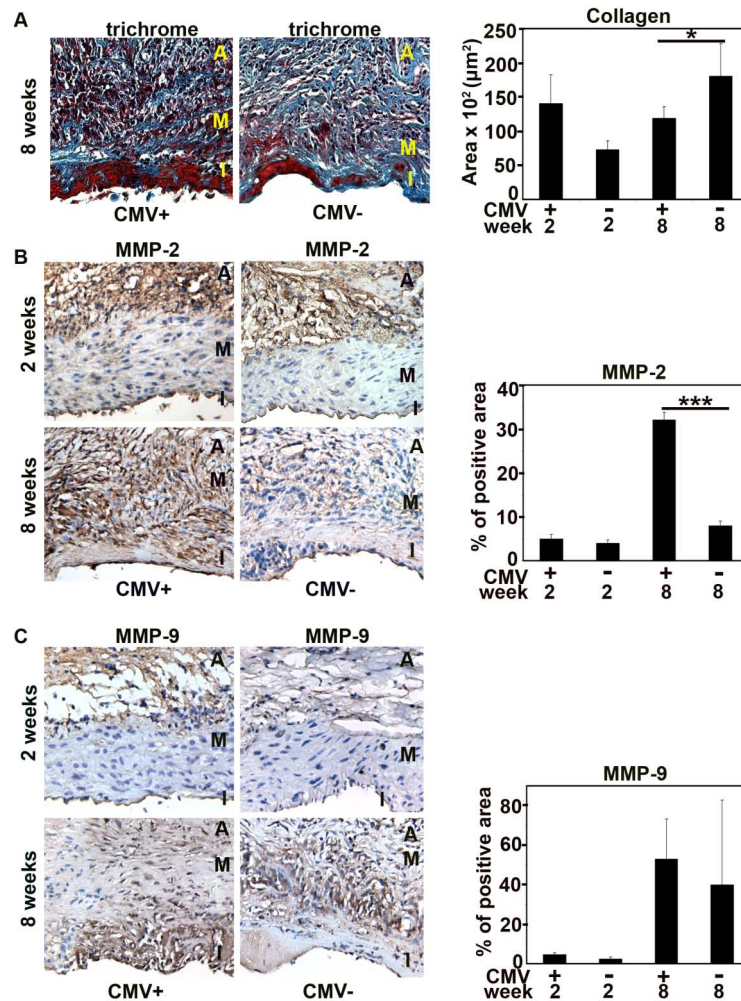 A
trichrome
trichrome
8 weeks
A
M
I
A
M
I
CMV+
CMV-
Collagen
Area x 10² (µm²)
200
150
100
50
0
CMV + - + -
week 2 2 8 8
*
B
MMP-2
MMP-2
2 weeks
A
M
I
A
M
I
8 weeks
A
M
I
A
M
I
CMV+
CMV-
MMP-2
% of positive area
40
30
20
10
0
CMV + - + -
week 2 2 8 8
***
C
MMP-9
MMP-9
2 weeks
A
M
I
A
M
I
8 weeks
A
M
I
A
M
I
CMV+
CMV-
MMP-9
% of positive area
80
60
40
20
0
CMV + - + -
week 2 2 8 8